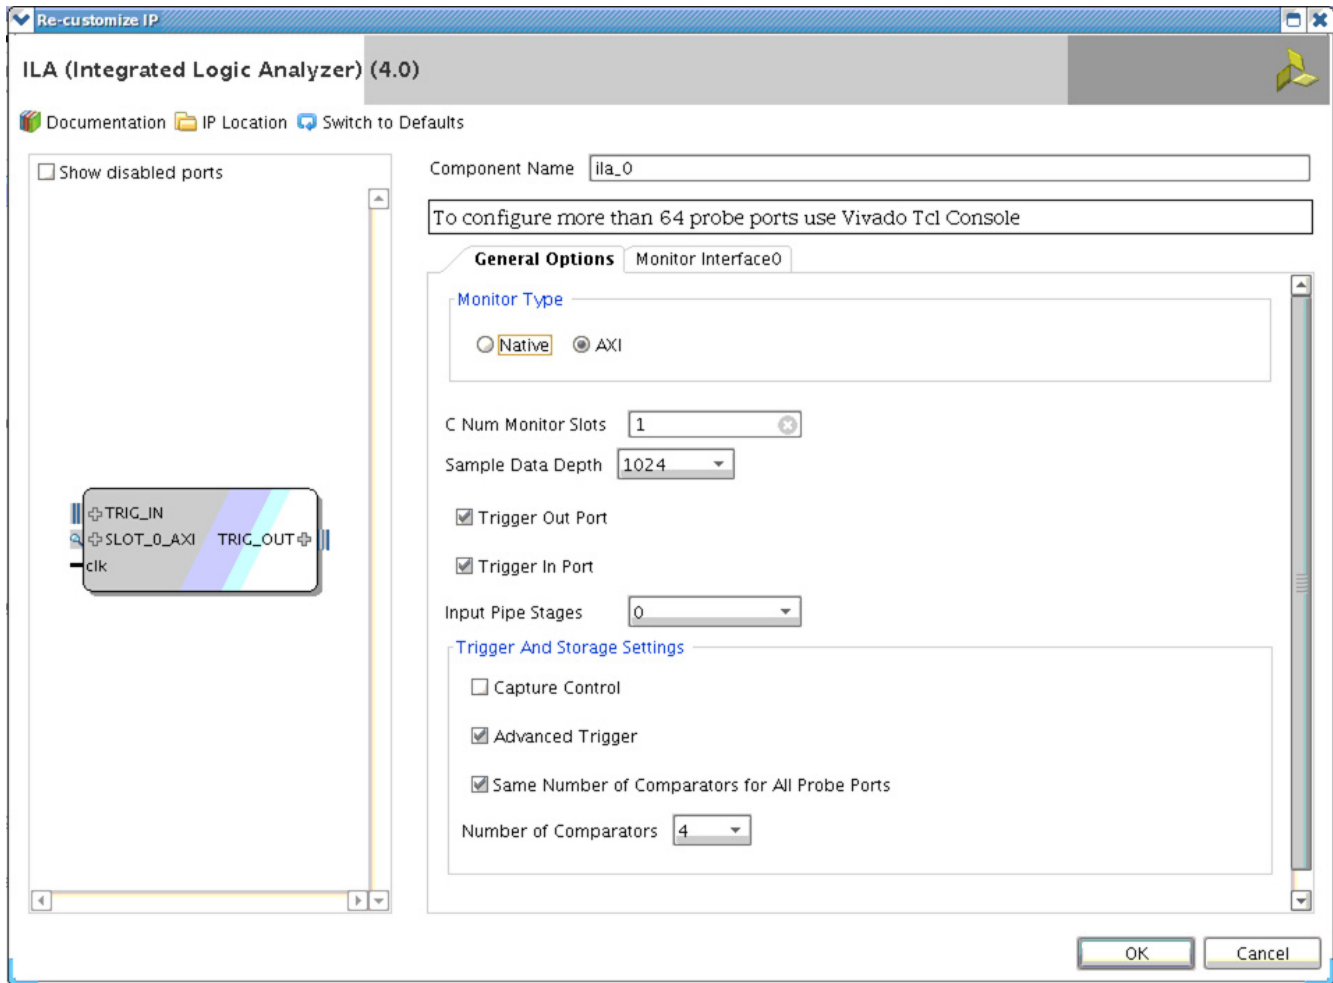 Re-customize IP
ILA (Integrated Logic Analyzer) (4.0)
Documentation IP Location Switch to Defaults
Show disabled ports
TRIG_IN
SLOT_0_AXI TRIG_OUT
clk
Component Name ila_0
To configure more than 64 probe ports use Vivado Tcl Console
General Options Monitor Interface0
Monitor Type
Native AXI
C Num Monitor Slots 1
Sample Data Depth 1024
Trigger Out Port
Trigger In Port
Input Pipe Stages 0
Trigger And Storage Settings
Capture Control
Advanced Trigger
Same Number of Comparators for All Probe Ports
Number of Comparators 4
OK Cancel